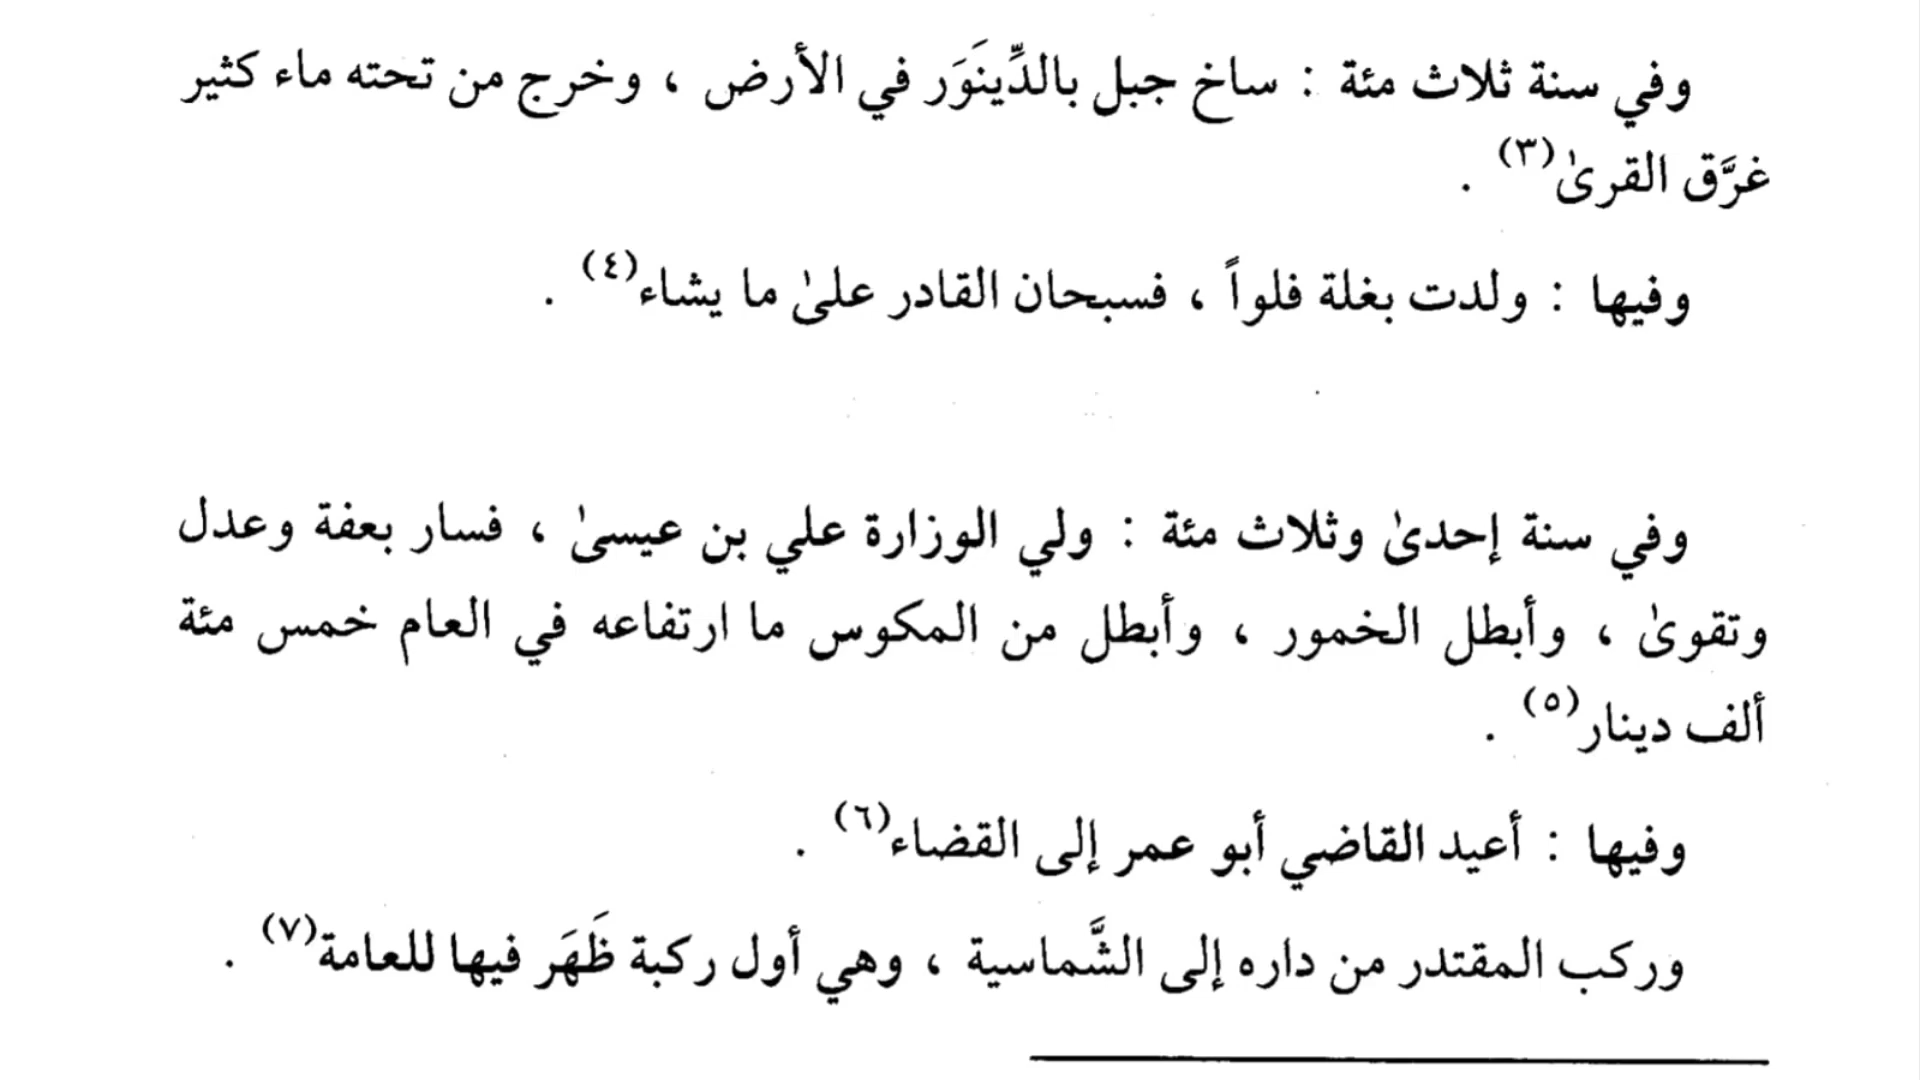 وفي سنة ثلاث مئة : ساخ جبل بالدِّينَوَر في الأرض ، وخرج من تحته ماء كثير
غرَّق القرىٰ(٣) .
وفيها : ولدت بغلة فلواً ، فسبحان القادر علىٰ ما يشاء(٤) .
وفي سنة إحدىٰ وثلاث مئة : ولي الوزارة علي بن عيسىٰ ، فسار بعفة وعدل
وتقوىٰ ، وأبطل الخمور ، وأبطل من المكوس ما ارتفاعه في العام خمس مئة
ألف دينار(٥) .
وفيها : أعيد القاضي أبو عمر إلى القضاء(٦) .
وركب المقتدر من داره إلى الشَّماسية ، وهي أول ركبة ظَهَر فيها للعامة(٧) .